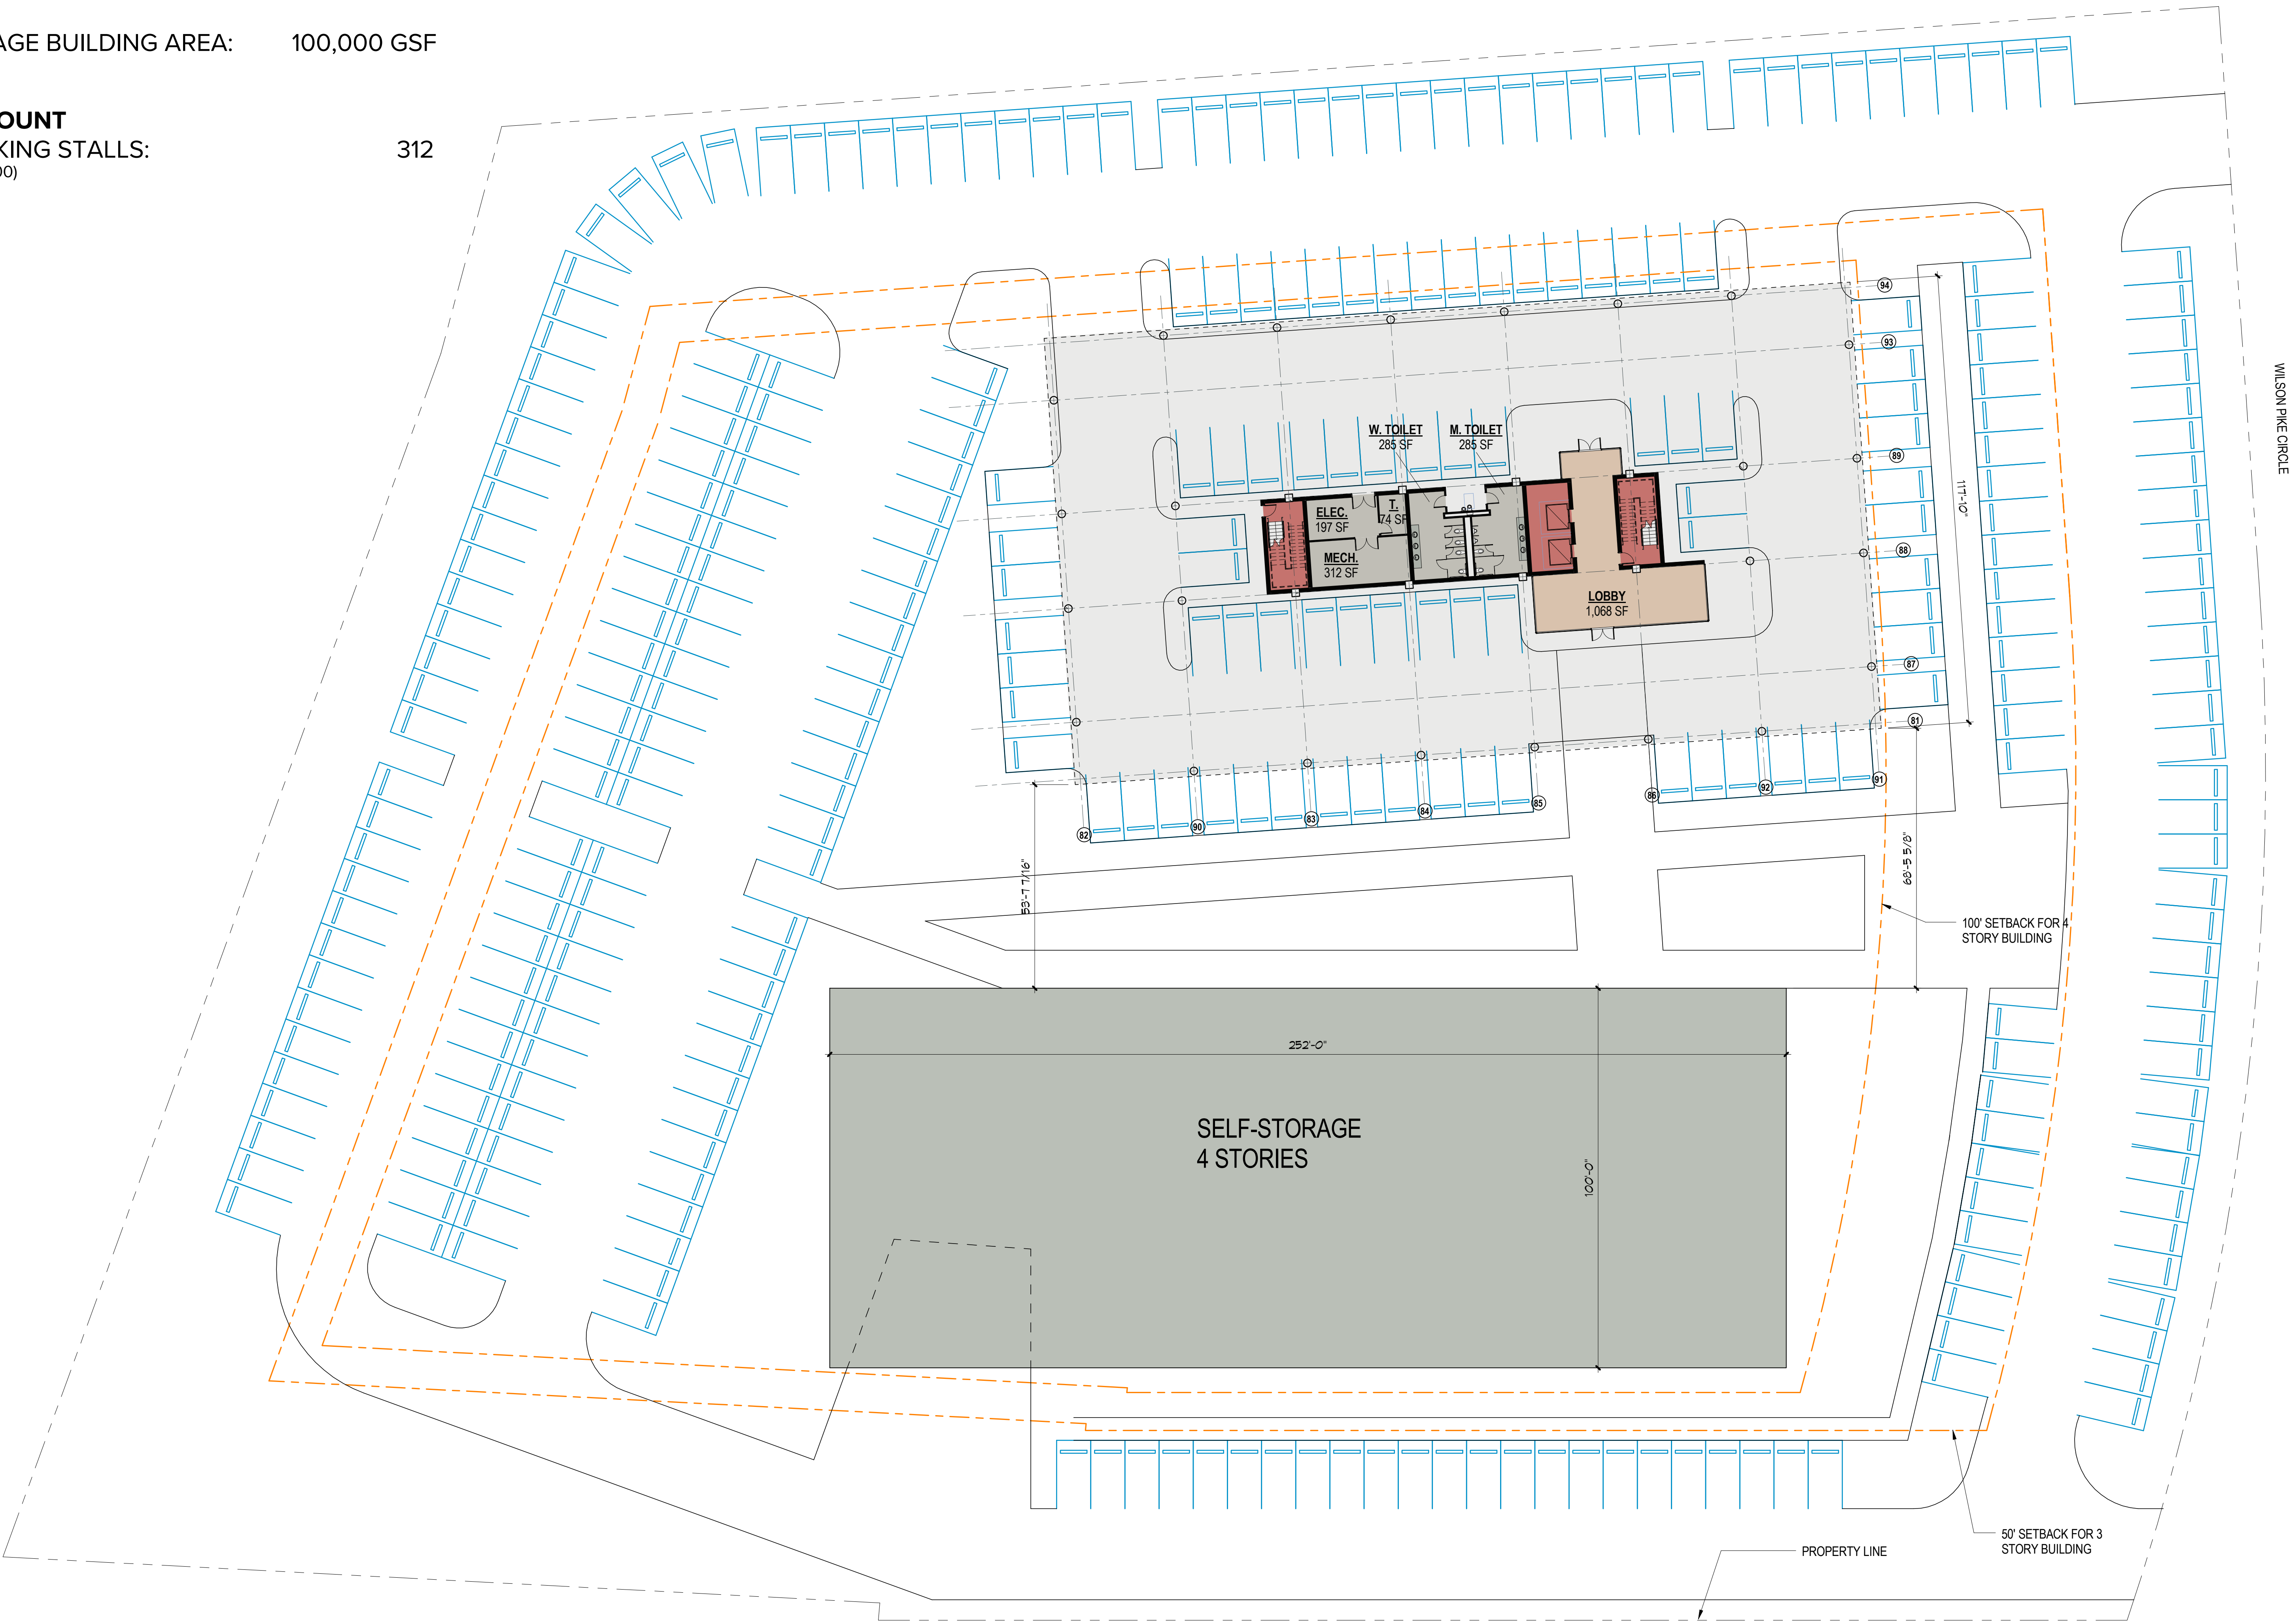 AGE BUILDING AREA: 100,000 GSF
OUNT
KING STALLS: 312
00)
WILSON PIKE CIRCLE
94
93
W. TOILET
285 SF
M. TOILET
285 SF
89
117'-0"
ELEC.
197 SF
T.
74 SF
88
MECH.
312 SF
LOBBY
1,068 SF
87
81
91
92
86
85
84
83
90
82
53'-7 7/16"
68'-5 5/8"
100' SETBACK FOR 4
STORY BUILDING
252'-0"
SELF-STORAGE
4 STORIES
100'-0"
50' SETBACK FOR 3
STORY BUILDING
PROPERTY LINE